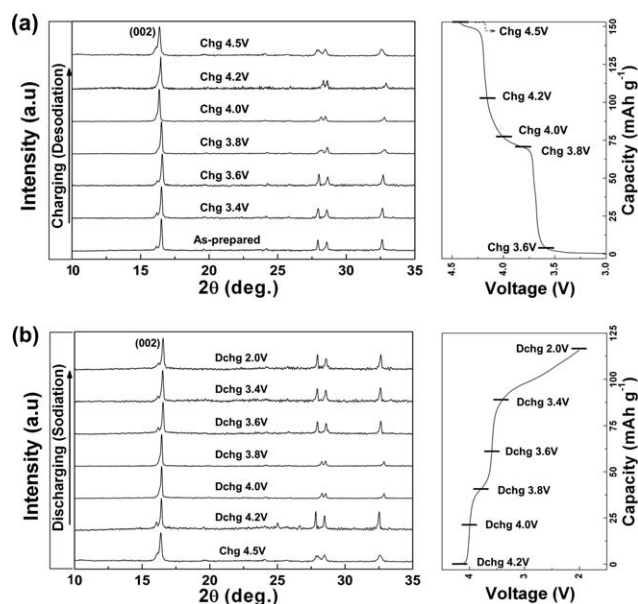 (a)
(002)
Chg 4.5V
Chg 4.2V
Chg 4.0V
Chg 3.8V
Chg 3.6V
Chg 3.4V
As-prepared
Intensity (a.u)
Charging (Desodiation)
10 15 20 25 30 35
2θ (deg.)
Chg 4.5V
Chg 4.2V
Chg 4.0V
Chg 3.8V
Chg 3.6V
4.5 4.0 3.5 3.0
Voltage (V)
150
125
100
75
50
25
0
Capacity (mAh g⁻¹)
(b)
(002)
Dchg 2.0V
Dchg 3.4V
Dchg 3.6V
Dchg 3.8V
Dchg 4.0V
Dchg 4.2V
Chg 4.5V
Intensity (a.u)
Discharging (Sodiation)
10 15 20 25 30 35
2θ (deg.)
Dchg 2.0V
Dchg 3.4V
Dchg 3.6V
Dchg 3.8V
Dchg 4.0V
Dchg 4.2V
4 3 2
Voltage (V)
125
100
75
50
25
0
Capacity (mAh g⁻¹)